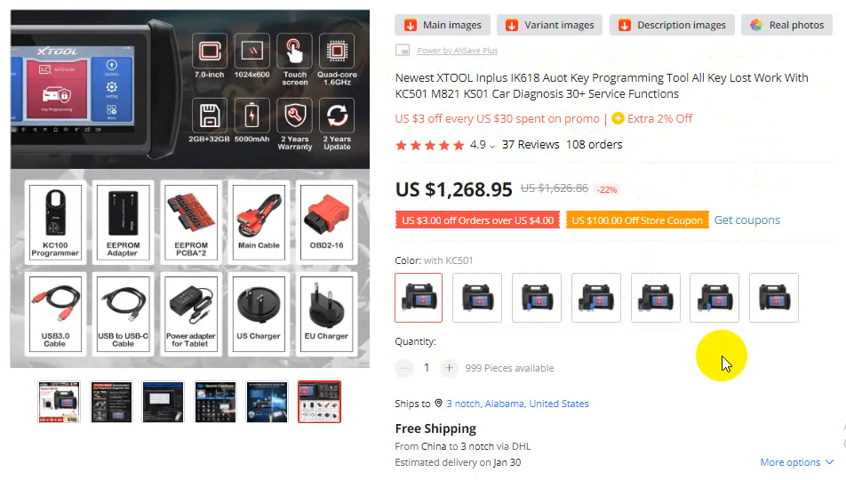 XTOOL
AUTO SCAN
Key Programming
Updates
Setting
More
7.0-inch
1024x600
Touch screen
Quad-core 1.6GHz
2GB+32GB
5000mAh
2 Years Warranty
2 Years Update
KC100 Programmer
EEPROM Adapter
EEPROM PCBA*2
Main Cable
OBD2-16
USB3.0 Cable
USB to USB-C Cable
Power adapter for Tablet
US Charger
EU Charger
Main images
Variant images
Description images
Real photos
Power by AliSave Plus
Newest XTOOL Inplus IK618 Auot Key Programming Tool All Key Lost Work With
KC501 M821 KS01 Car Diagnosis 30+ Service Functions
US $3 off every US $30 spent on promo | Extra 2% Off
4.9 37 Reviews 108 orders
US $1,268.95 US $1,626.86 -22%
US $3.00 off Orders over US $4.00 US $100.00 Off Store Coupon Get coupons
Color: with KC501
Quantity:
1 999 Pieces available
Ships to 3 notch, Alabama, United States
Free Shipping
From China to 3 notch via DHL
Estimated delivery on Jan 30
More options